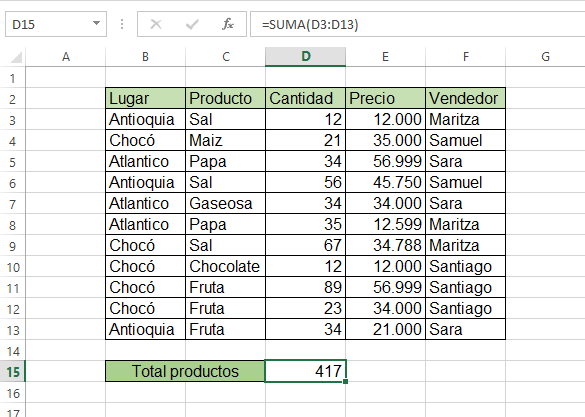 D15 fx =SUMA(D3:D13)
A B C D E F G
1
2 Lugar Producto Cantidad Precio Vendedor
3 Antioquia Sal 12 12.000 Maritza
4 Chocó Maiz 21 35.000 Samuel
5 Atlantico Papa 34 56.999 Sara
6 Antioquia Sal 56 45.750 Samuel
7 Atlantico Gaseosa 34 34.000 Sara
8 Atlantico Papa 35 12.599 Maritza
9 Chocó Sal 67 34.788 Maritza
10 Chocó Chocolate 12 12.000 Santiago
11 Chocó Fruta 89 56.999 Santiago
12 Chocó Fruta 23 34.000 Santiago
13 Antioquia Fruta 34 21.000 Sara
14
15 Total productos 417
16
17